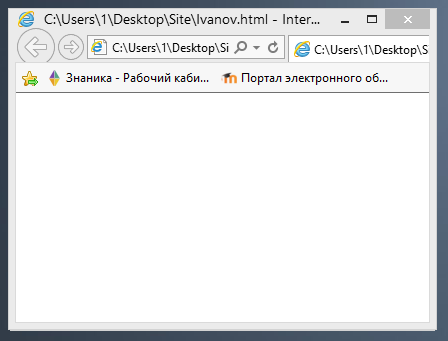 C:\Users\1\Desktop\Site\Ivanov.html - Inter...
C:\Users\1\Desktop\Si
C:\Users\1\Desktop\S
Знаника - Рабочий каби...
Портал электронного об...